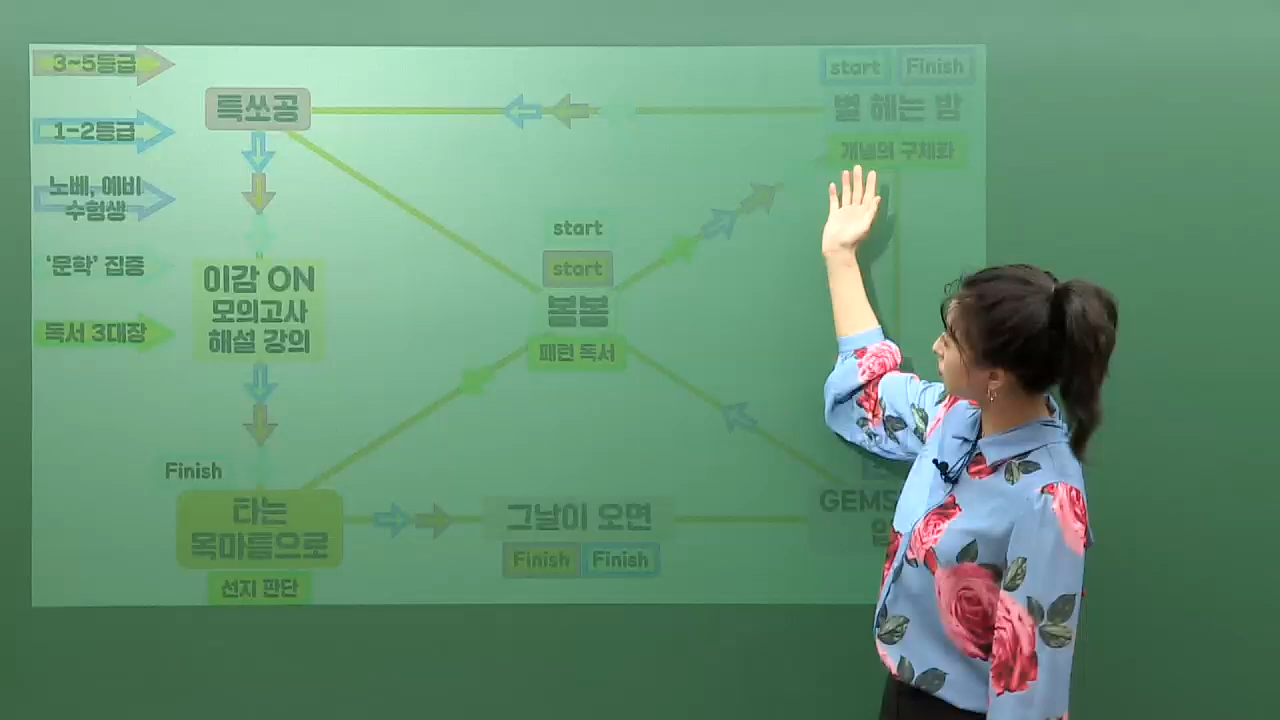 3~5등급
1-2등급
노베, 예비
수험생
'문학' 집중
독서 3대장
특쏘공
start Finish
별 헤는 밤
개념의 구체화
이감 ON
모의고사
해설 강의
start
start
봄봄
패턴 독서
Finish
타는
목마름으로
선지 판단
그날이 오면
Finish Finish
GEMS